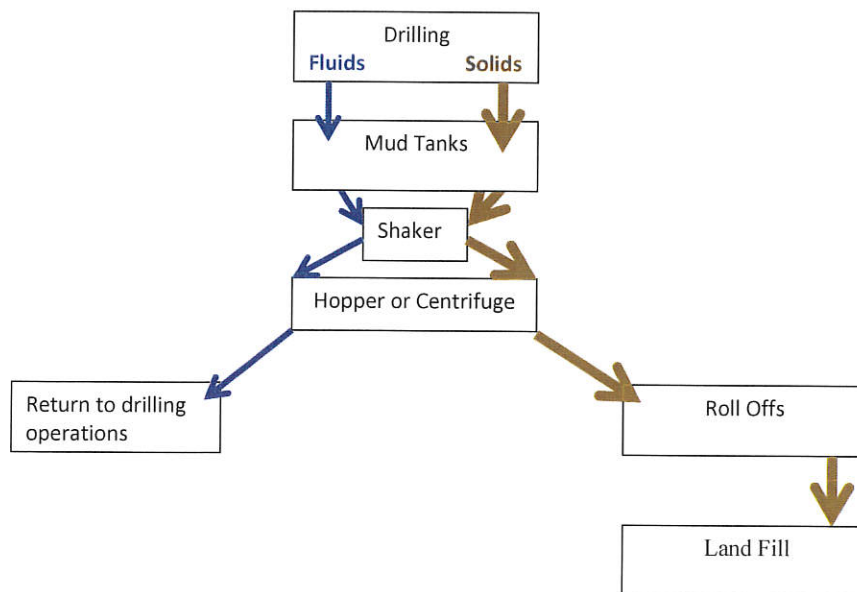 Drilling
Fluids Solids
Mud Tanks
Shaker
Hopper or Centrifuge
Return to drilling
operations
Roll Offs
Land Fill